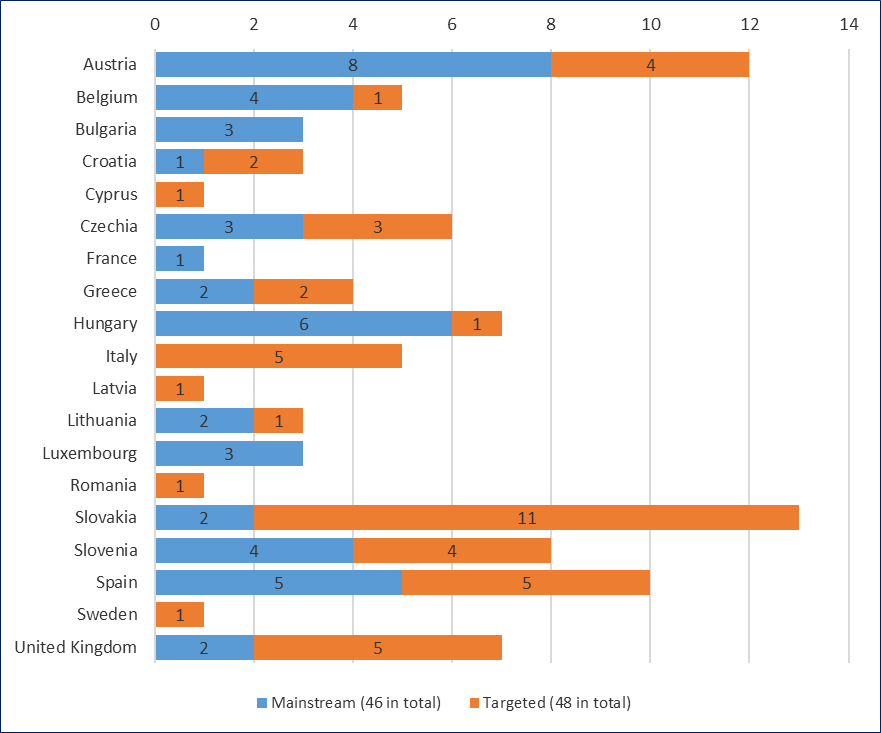 0 2 4 6 8 10 12 14
Austria 8 4
Belgium 4 1
Bulgaria 3
Croatia 1 2
Cyprus 1
Czechia 3 3
France 1
Greece 2 2
Hungary 6 1
Italy 5
Latvia 1
Lithuania 2 1
Luxembourg 3
Romania 1
Slovakia 2 11
Slovenia 4 4
Spain 5 5
Sweden 1
United Kingdom 2 5
Mainstream (46 in total) Targeted (48 in total)